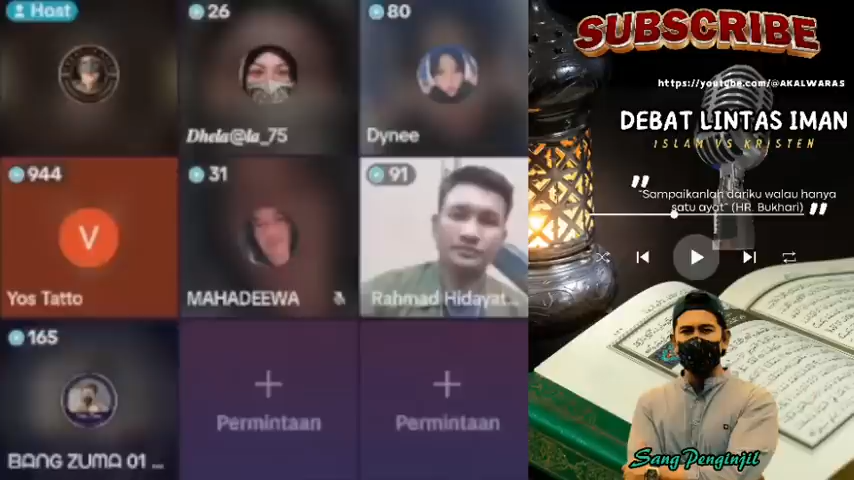 Host
26
80
Dhela@la_75
Dynee
944
31
91
V
Yos Tatto
MAHADEEWA
Rahmad Hidayat...
165
Permintaan
Permintaan
BANG ZUMA 01 ...
SUBSCRIBE
https://youtube.com/@AKALWARAS
DEBAT LINTAS IMAN
ISLAM VS KRISTEN
"Sampaikanlah dariku walau hanya
satu ayat" (HR. Bukhari)
Sang Penginjil